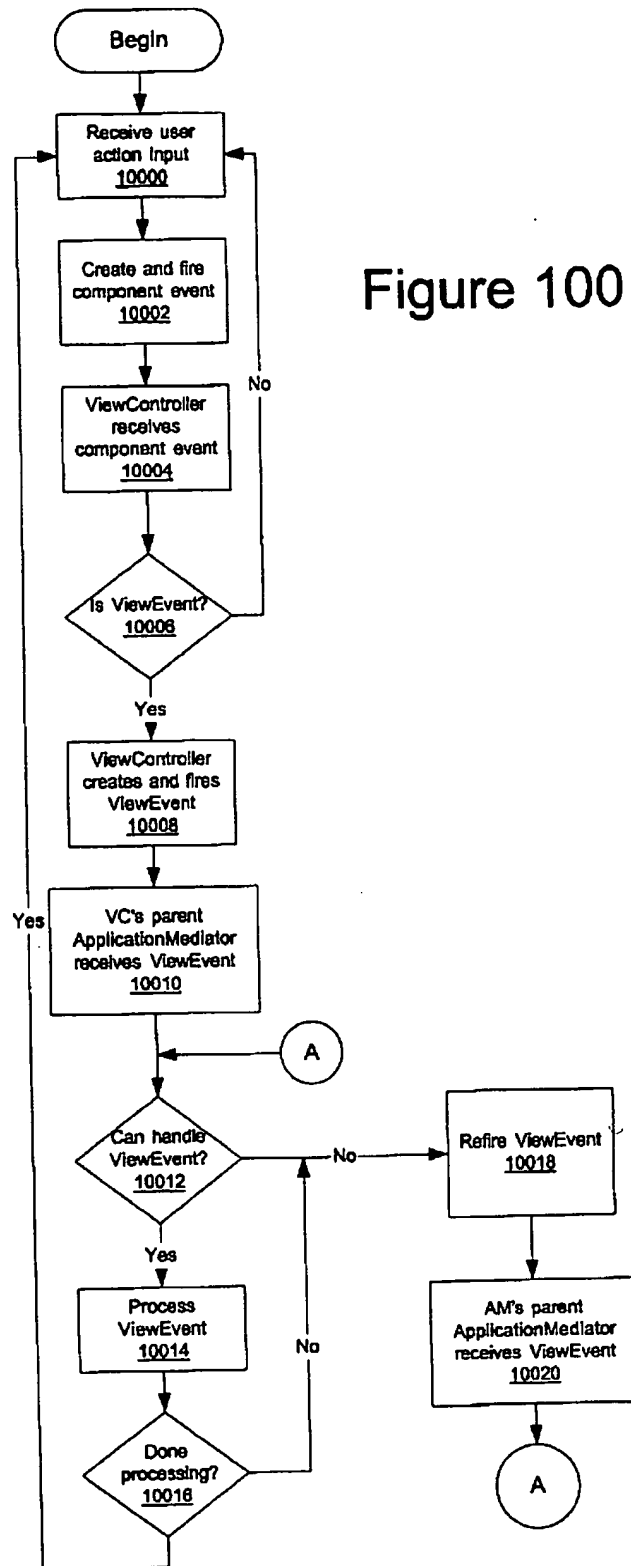 Begin
Receive user
action input
10000
Create and fire
component event
10002
Figure 100
No
ViewController
receives
component event
10004
Is ViewEvent?
10006
Yes
ViewController
creates and fires
ViewEvent
10008
Yes
VC's parent
ApplicationMediator
receives ViewEvent
10010
A
Can handle
ViewEvent?
10012
No
Refire ViewEvent
10018
Yes
Process
ViewEvent
10014
No
AM's parent
ApplicationMediator
receives ViewEvent
10020
Done
processing?
10016
A